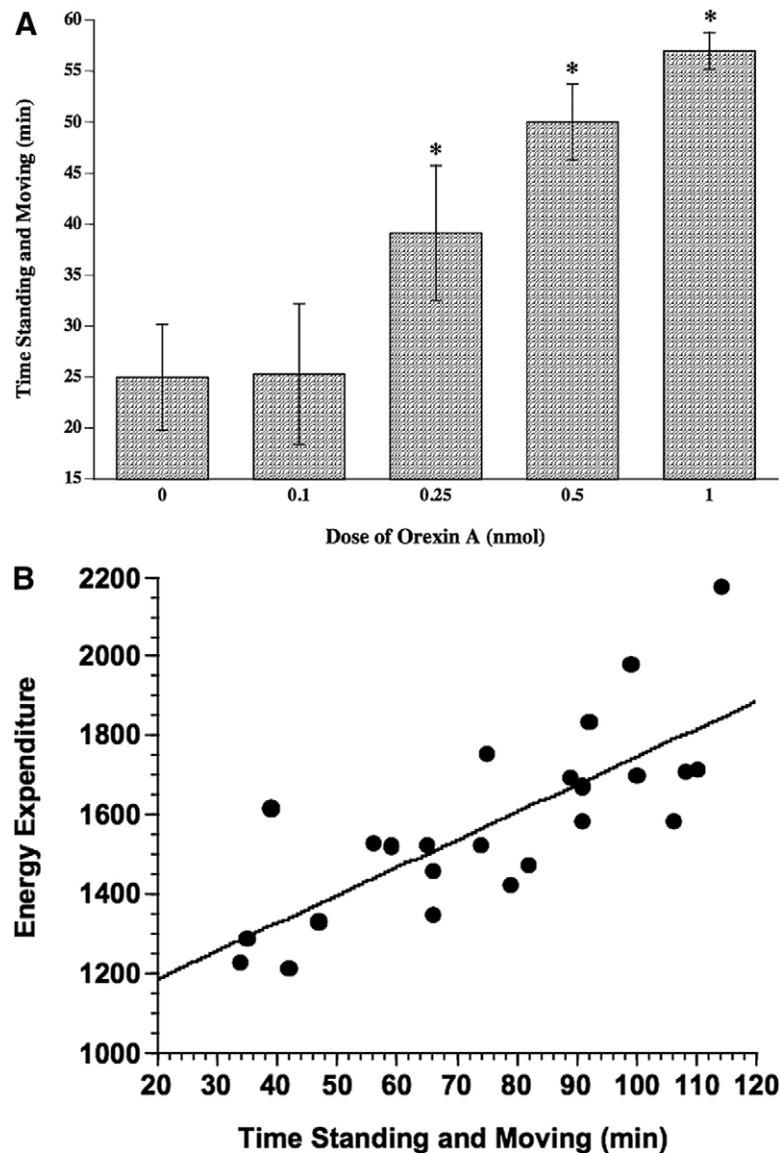 A
60
55
50
45
40
35
30
25
20
15
Time Standing and Moving (min)
*
*
*
0 0.1 0.25 0.5 1
Dose of Orexin A (nmol)
B
2200
2000
1800
1600
1400
1200
1000
Energy Expenditure
20 30 40 50 60 70 80 90 100 110 120
Time Standing and Moving (min)